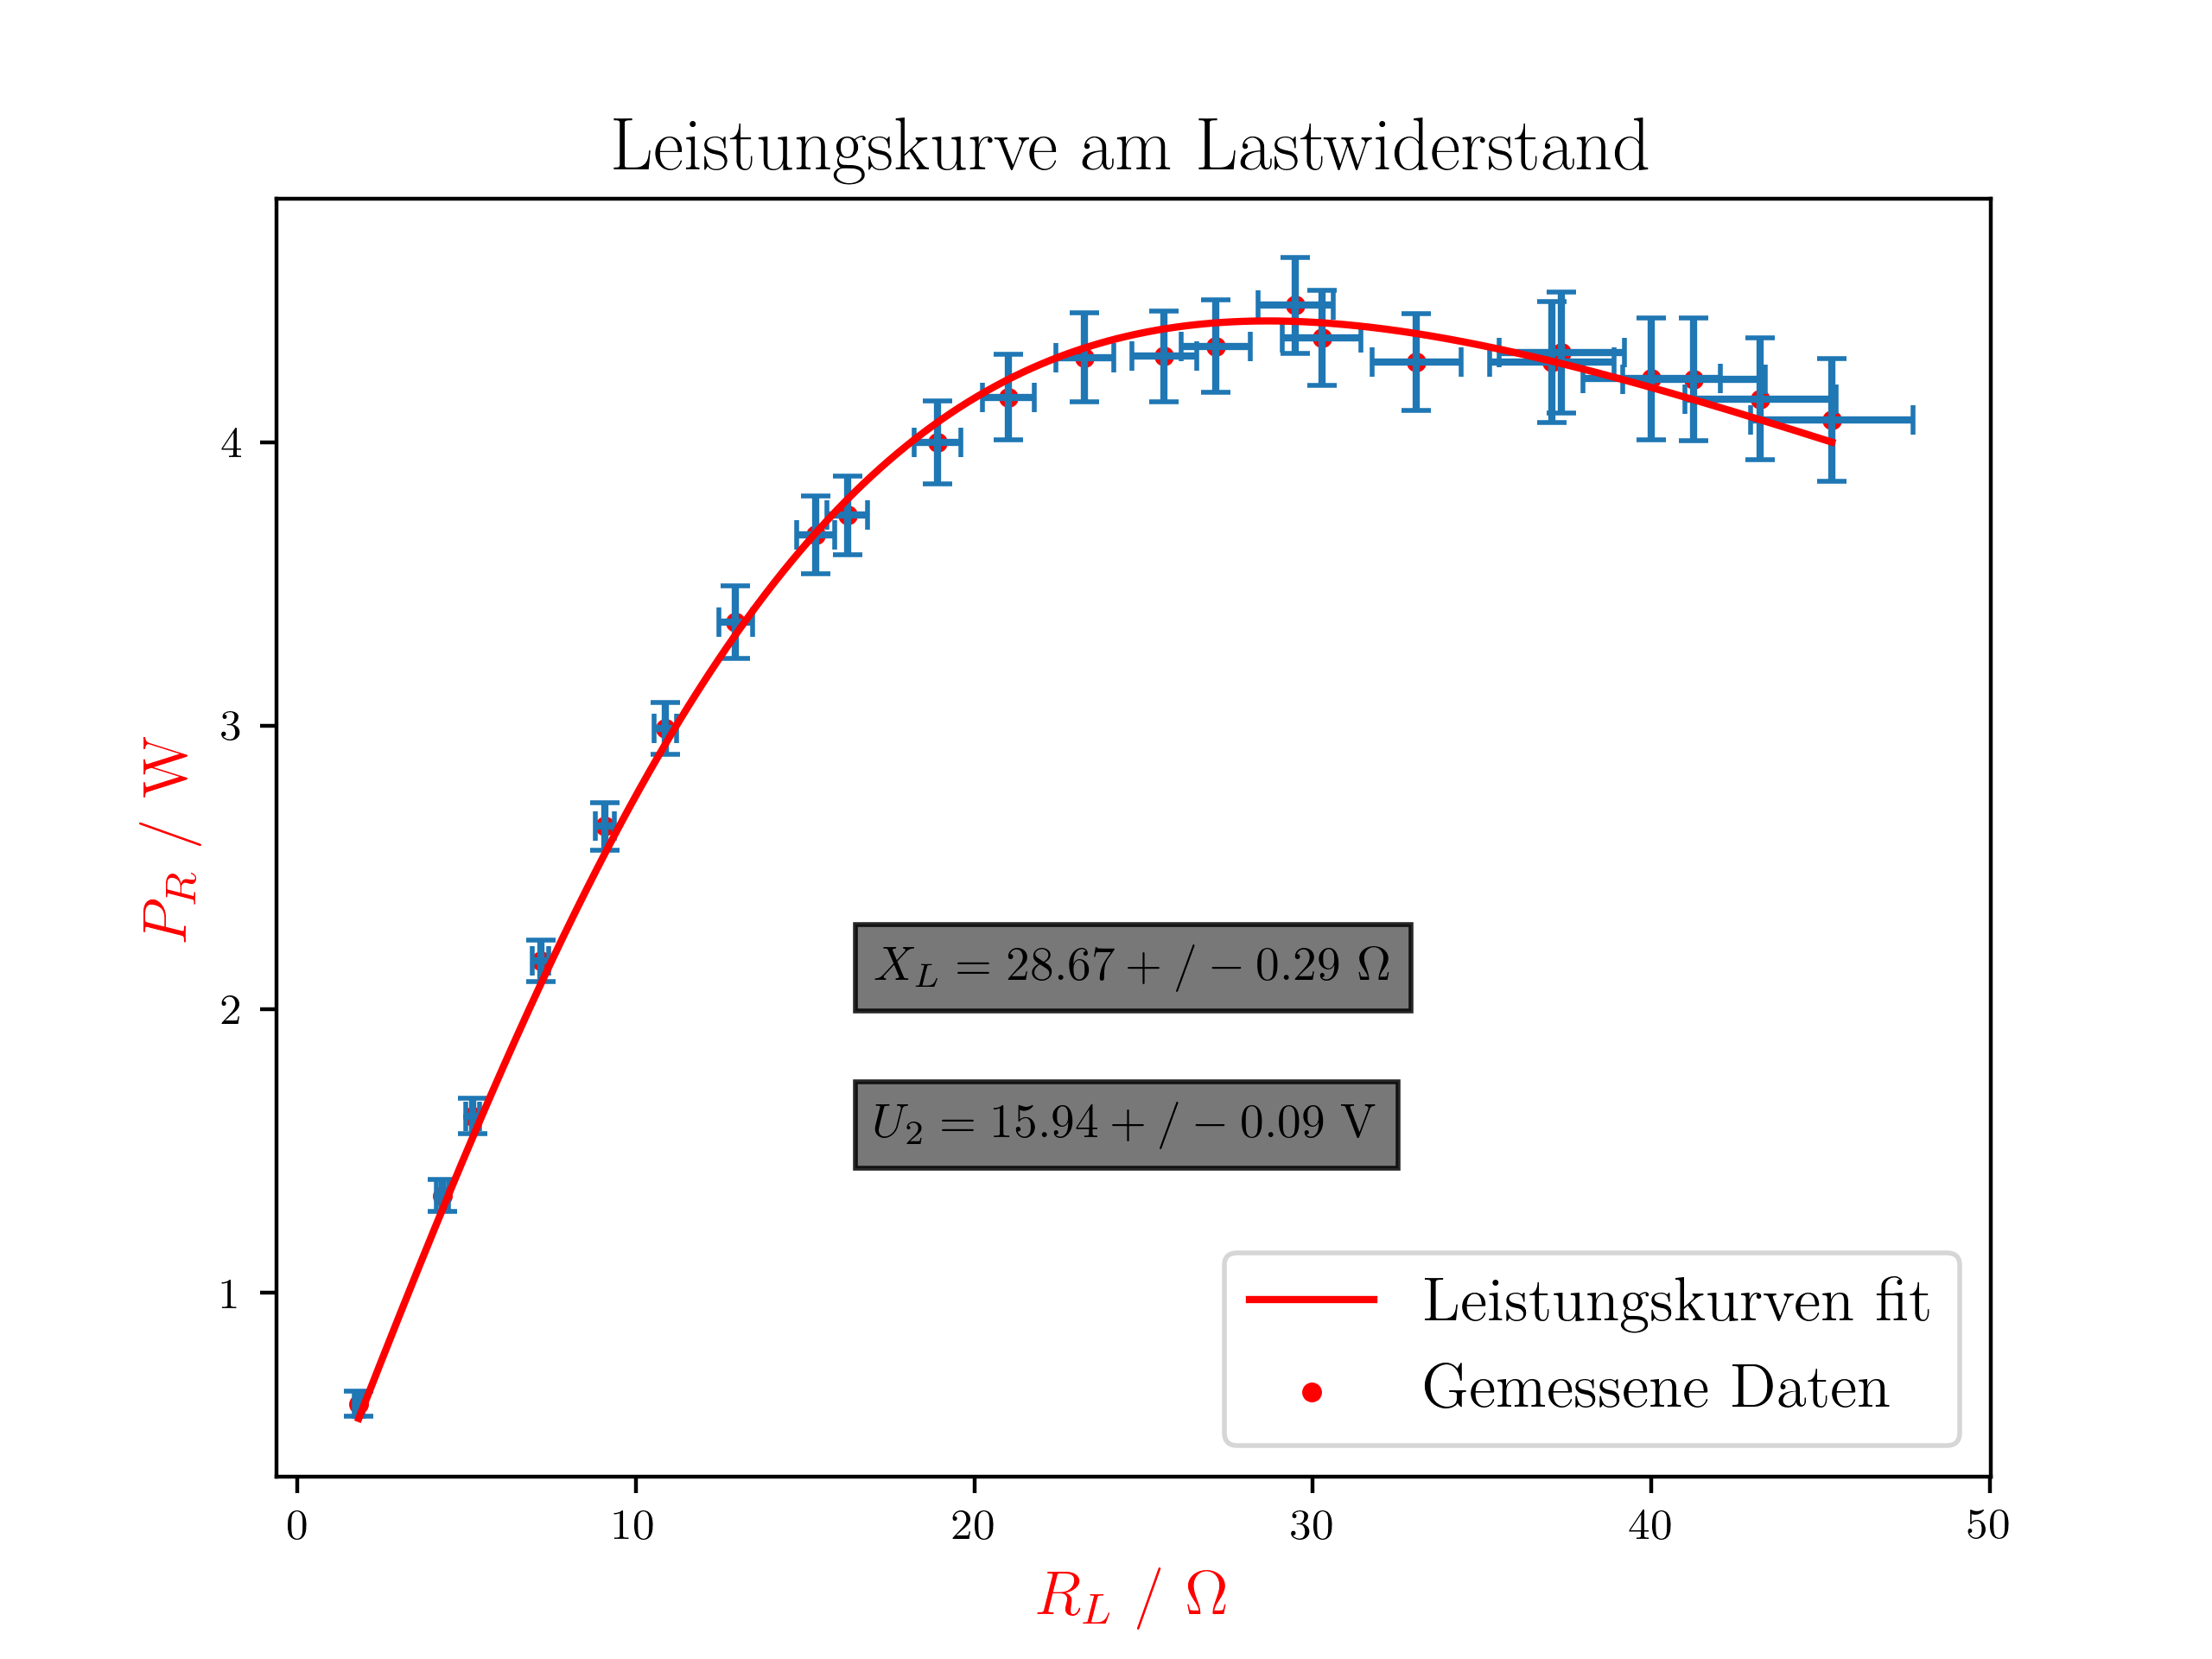 Leistungskurve am Lastwiderstand
P_R / W
4
3
2
1
X_L = 28.67 + / − 0.29 Ω
U_2 = 15.94 + / − 0.09 V
Leistungskurven fit
Gemessene Daten
0 10 20 30 40 50
R_L / Ω